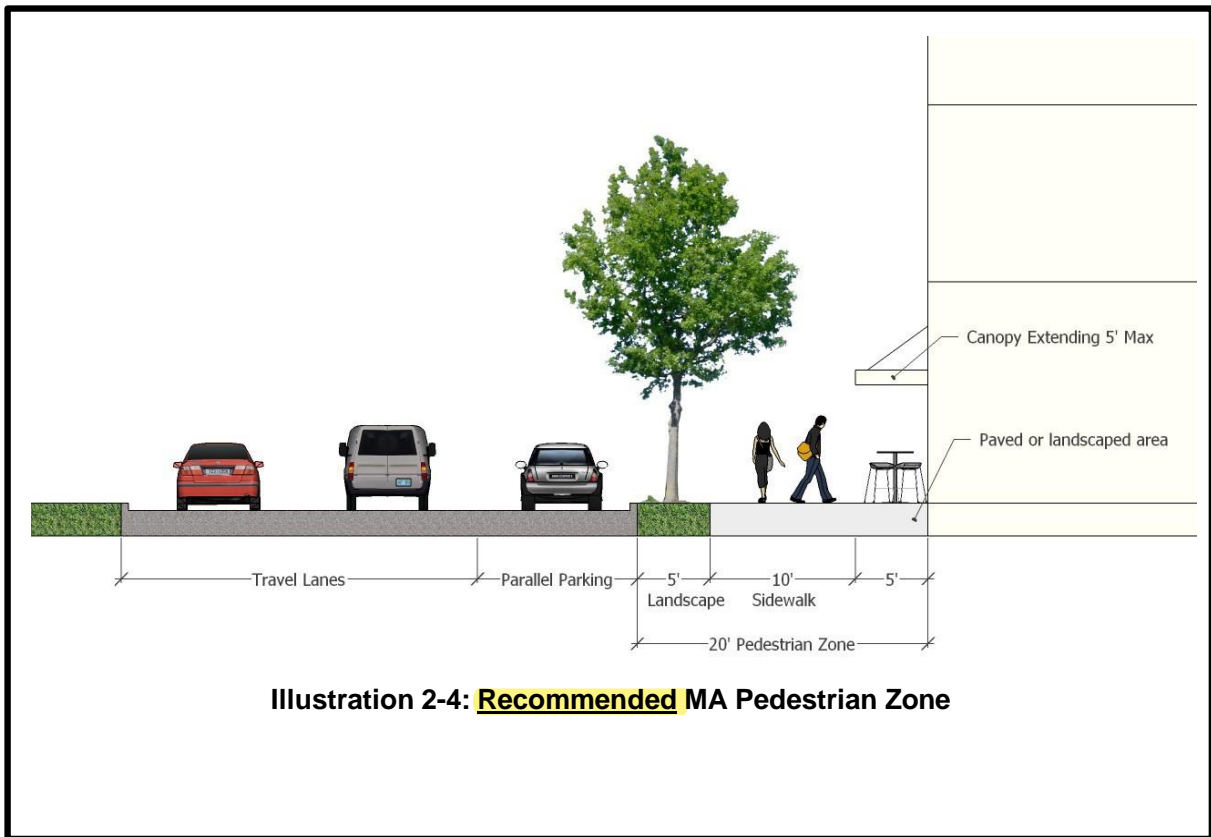 Canopy Extending 5' Max
Paved or landscaped area
Travel Lanes
Parallel Parking
5'
Landscape
10'
Sidewalk
5'
20' Pedestrian Zone
Illustration 2-4: Recommended MA Pedestrian Zone